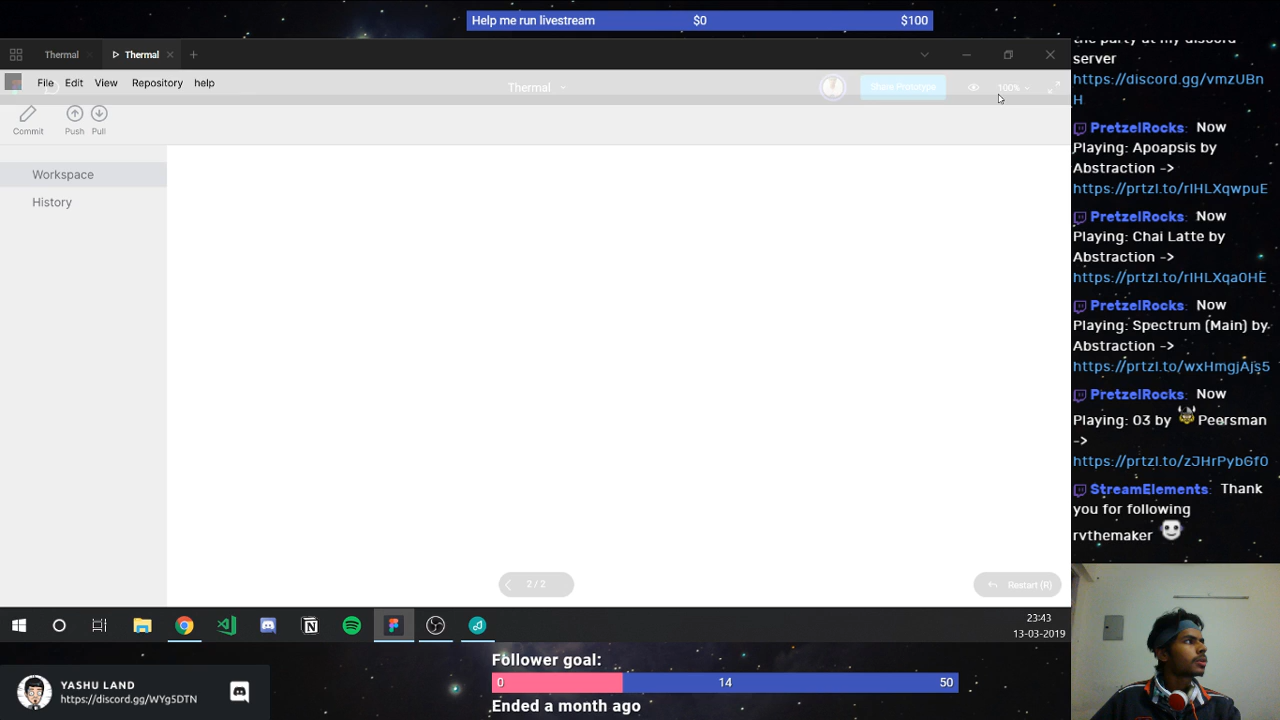 Help me run livestream $0 $100
Thermal
Thermal
File Edit View Repository help
Thermal
Share Prototype
100%
Commit
Push Pull
Workspace
History
2 / 2
Restart (R)
23:43
13-03-2019
the party at my discord
server
https://discord.gg/vmzUBn
H
PretzelRocks: Now
Playing: Apoapsis by
Abstraction ->
https://prtzl.to/rlHLXqwpuE
PretzelRocks: Now
Playing: Chai Latte by
Abstraction ->
https://prtzl.to/rlHLXqa0HE
PretzelRocks: Now
Playing: Spectrum (Main) by
Abstraction ->
https://prtzl.to/wxHmgjAjs5
PretzelRocks: Now
Playing: 03 by Peersman
->
https://prtzl.to/zJHrPybGf0
StreamElements: Thank
you for following
rvthemaker
YASHU LAND
https://discord.gg/WYg5DTN
Follower goal:
0 14 50
Ended a month ago